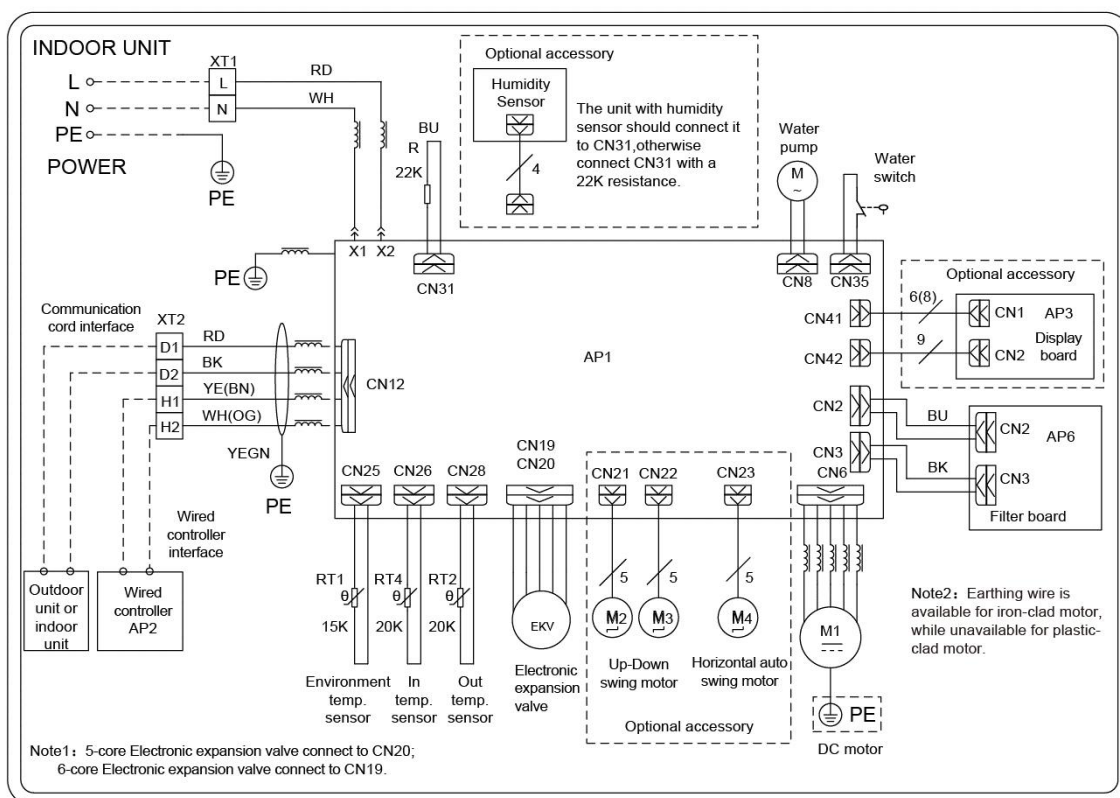 INDOOR UNIT
L
N
PE
POWER
XT1
L
N
RD
WH
PE
Optional accessory
Humidity
Sensor
4
The unit with humidity
sensor should connect it
to CN31,otherwise
connect CN31 with a
22K resistance.
BU
R
22K
Water
pump
M
~
Water
switch
PE
X1
X2
CN31
CN8
CN35
Communication
cord interface
XT2
D1
D2
H1
H2
RD
BK
YE(BN)
WH(OG)
YEGN
PE
CN12
AP1
CN41
CN42
CN2
CN3
6(8)
9
Optional accessory
CN1
AP3
Display
board
CN2
BU
BK
CN2
AP6
CN3
Filter board
Wired
controller
interface
Outdoor
unit or
indoor
unit
Wired
controller
AP2
CN25
CN26
CN28
CN19
CN20
CN21
CN22
CN23
CN6
RT1
θ
15K
RT4
θ
20K
RT2
θ
20K
EKV
5
5
5
M2
M3
M4
M1
Environment
temp.
sensor
In
temp.
sensor
Out
temp.
sensor
Electronic
expansion
valve
Up-Down
swing motor
Horizontal auto
swing motor
Optional accessory
PE
DC motor
Note2：Earthing wire is
available for iron-clad motor,
while unavailable for plastic-
clad motor.
Note1：5-core Electronic expansion valve connect to CN20;
6-core Electronic expansion valve connect to CN19.